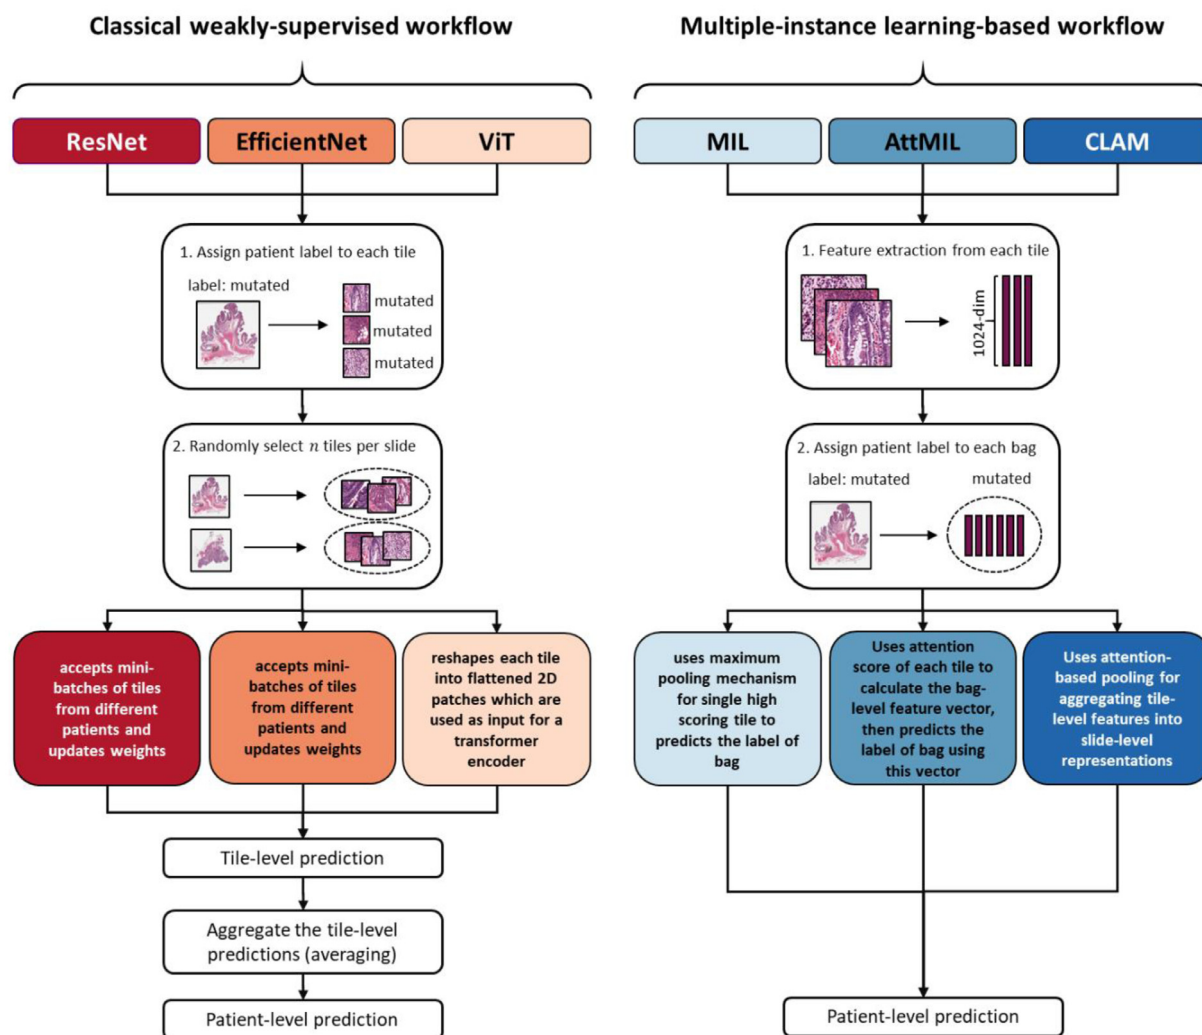 Classical weakly-supervised workflow
ResNet
EfficientNet
ViT
1. Assign patient label to each tile
label: mutated
mutated
mutated
mutated
2. Randomly select n tiles per slide
accepts mini-
batches of tiles
from different
patients and
updates weights
accepts mini-
batches of tiles
from different
patients and
updates weights
reshapes each tile
into flattened 2D
patches which are
used as input for a
transformer
encoder
Tile-level prediction
Aggregate the tile-level
predictions (averaging)
Patient-level prediction
Multiple-instance learning-based workflow
MIL
AttMIL
CLAM
1. Feature extraction from each tile
1024-dim
2. Assign patient label to each bag
label: mutated
mutated
uses maximum
pooling mechanism
for single high
scoring tile to
predicts the label of
bag
Uses attention
score of each tile to
calculate the bag-
level feature vector,
then predicts the
label of bag using
this vector
Uses attention-
based pooling for
aggregating tile-
level features into
slide-level
representations
Patient-level prediction